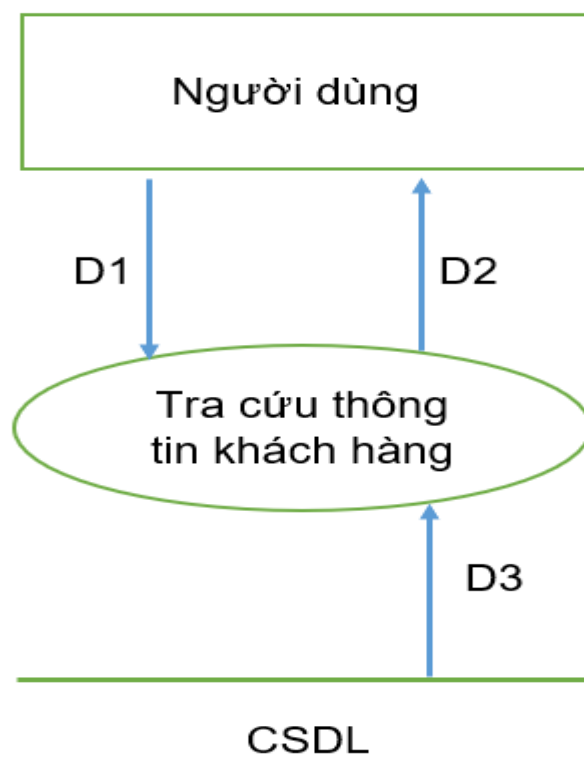 Người dùng
D1
D2
Tra cứu thông
tin khách hàng
D3
CSDL